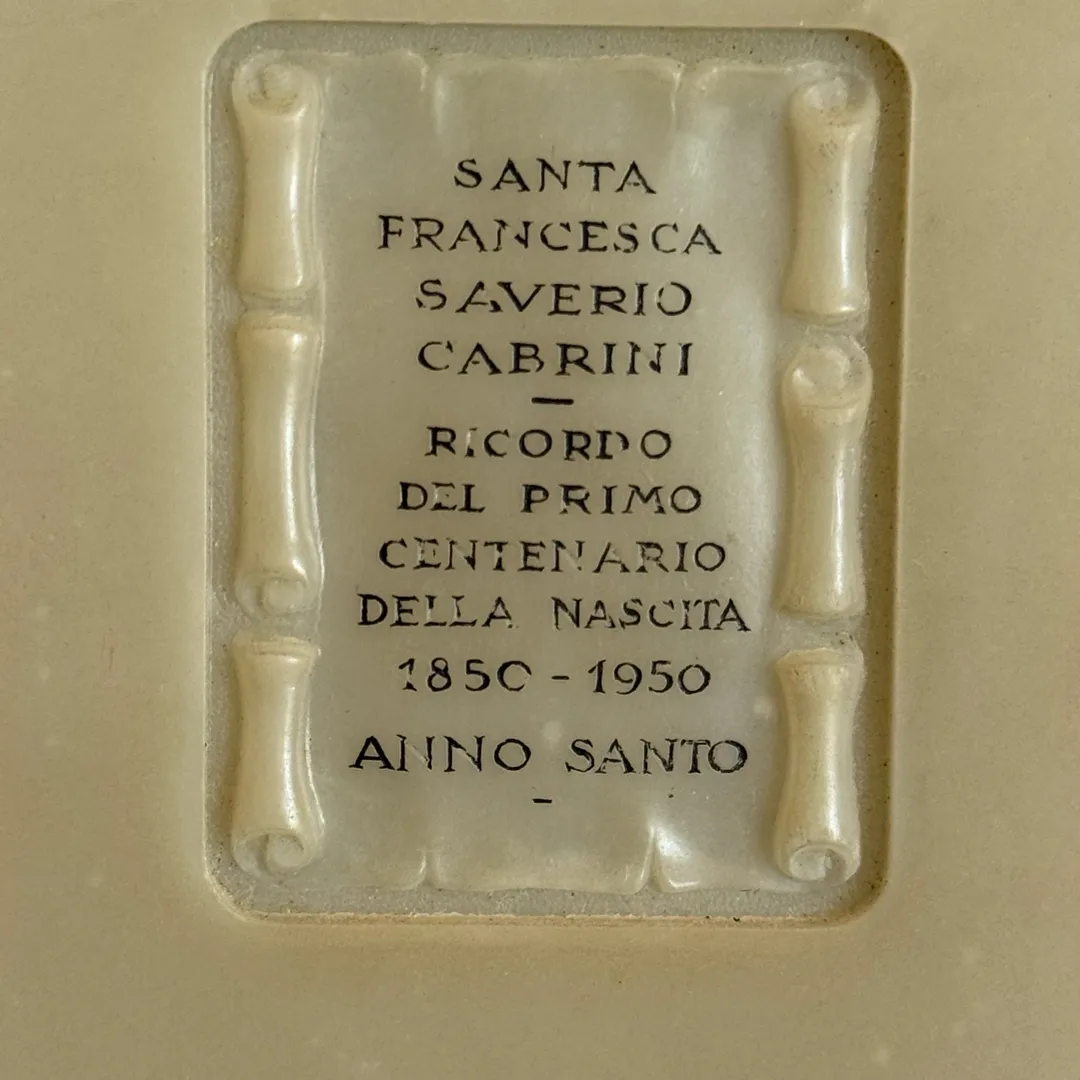 SANTA
FRANCESCA
SAVERIO
CABRINI
—
RICORDO
DEL PRIMO
CENTENARIO
DELLA NASCITA
1850 - 1950
ANNO SANTO
-